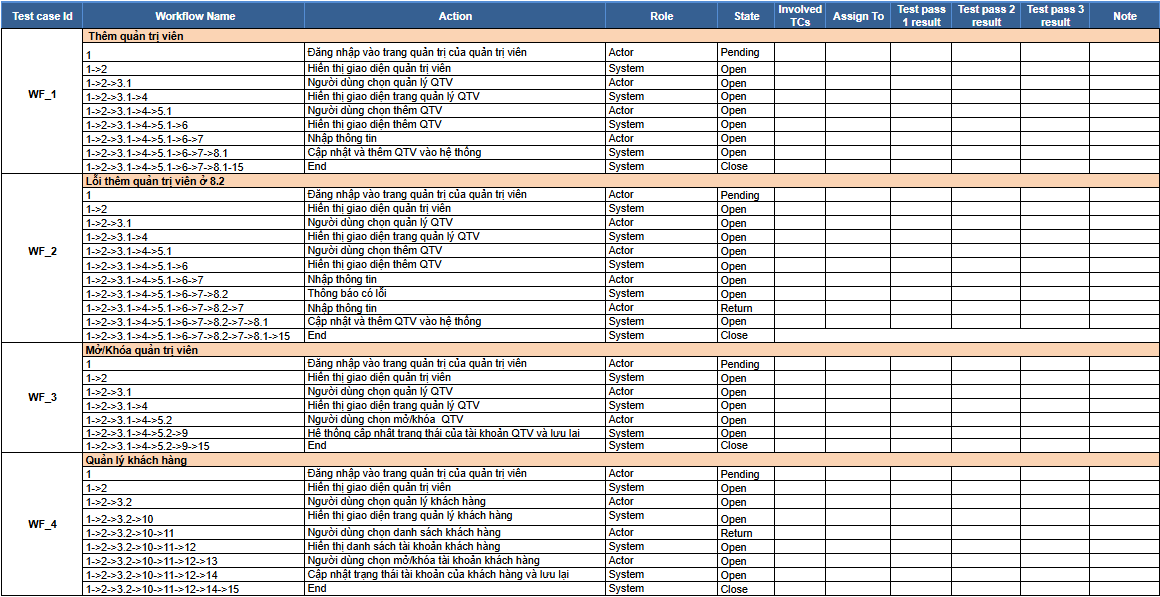 Test case Id Workflow Name Action Role State Involved TCs Assign To Test pass 1 result Test pass 2 result Test pass 3 result Note
WF_1
Thêm quản trị viên
1 Đăng nhập vào trang quản trị của quản trị viên Actor Pending
1->2 Hiển thị giao diện quản trị viên System Open
1->2->3.1 Người dùng chọn quản lý QTV Actor Open
1->2->3.1->4 Hiển thị giao diện trang quản lý QTV System Open
1->2->3.1->4->5.1 Người dùng chọn thêm QTV Actor Open
1->2->3.1->4->5.1->6 Hiển thị giao diện thêm QTV System Open
1->2->3.1->4->5.1->6->7 Nhập thông tin Actor Open
1->2->3.1->4->5.1->6->7->8.1 Cập nhật và thêm QTV vào hệ thống System Open
1->2->3.1->4->5.1->6->7->8.1-15 End System Close
WF_2
Lỗi thêm quản trị viên ở 8.2
1 Đăng nhập vào trang quản trị của quản trị viên Actor Pending
1->2 Hiển thị giao diện quản trị viên System Open
1->2->3.1 Người dùng chọn quản lý QTV Actor Open
1->2->3.1->4 Hiển thị giao diện trang quản lý QTV System Open
1->2->3.1->4->5.1 Người dùng chọn thêm QTV Actor Open
1->2->3.1->4->5.1->6 Hiển thị giao diện thêm QTV System Open
1->2->3.1->4->5.1->6->7 Nhập thông tin Actor Open
1->2->3.1->4->5.1->6->7->8.2 Thông báo có lỗi System Open
1->2->3.1->4->5.1->6->7->8.2->7 Nhập thông tin Actor Return
1->2->3.1->4->5.1->6->7->8.2->7->8.1 Cập nhật và thêm QTV vào hệ thống System Open
1->2->3.1->4->5.1->6->7->8.2->7->8.1->15 End System Close
WF_3
Mở/Khóa quản trị viên
1 Đăng nhập vào trang quản trị của quản trị viên Actor Pending
1->2 Hiển thị giao diện quản trị viên System Open
1->2->3.1 Người dùng chọn quản lý QTV Actor Open
1->2->3.1->4 Hiển thị giao diện trang quản lý QTV System Open
1->2->3.1->4->5.2 Người dùng chọn mở/khóa QTV Actor Open
1->2->3.1->4->5.2->9 Hệ thống cập nhật trạng thái của tài khoản QTV và lưu lại System Open
1->2->3.1->4->5.2->9->15 End System Close
WF_4
Quản lý khách hàng
1 Đăng nhập vào trang quản trị của quản trị viên Actor Pending
1->2 Hiển thị giao diện quản trị viên System Open
1->2->3.2 Người dùng chọn quản lý khách hàng Actor Open
1->2->3.2->10 Hiển thị giao diện trang quản lý khách hàng System Open
1->2->3.2->10->11 Người dùng chọn danh sách khách hàng Actor Return
1->2->3.2->10->11->12 Hiển thị danh sách tài khoản khách hàng System Open
1->2->3.2->10->11->12->13 Người dùng chọn mở/khóa tài khoản khách hàng Actor Open
1->2->3.2->10->11->12->14 Cập nhật trạng thái tài khoản của khách hàng và lưu lại System Open
1->2->3.2->10->11->12->14->15 End System Close